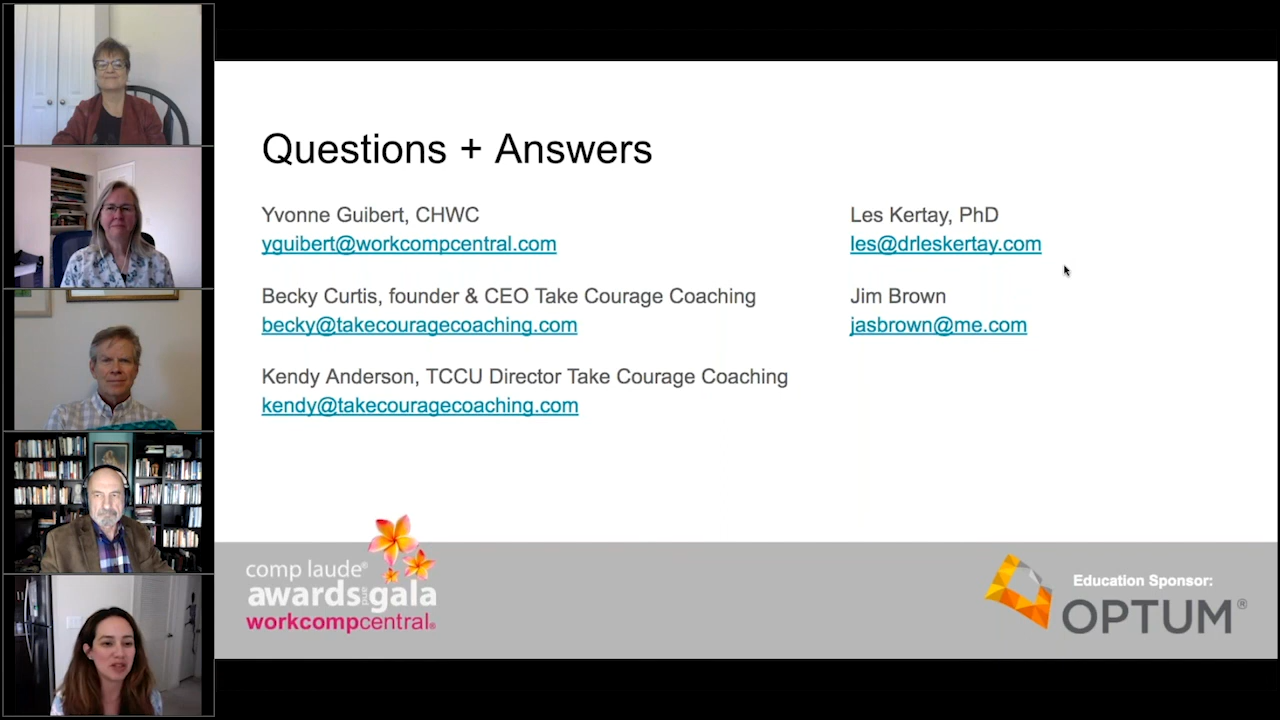 Questions + Answers
Yvonne Guibert, CHWC
yguibert@workcompcentral.com
Becky Curtis, founder & CEO Take Courage Coaching
becky@takecouragecoaching.com
Kendy Anderson, TCCU Director Take Courage Coaching
kendy@takecouragecoaching.com
Les Kertay, PhD
les@drleskertay.com
Jim Brown
jasbrown@me.com
comp laude®
awards and gala
workcompcentral®
Education Sponsor:
OPTUM®